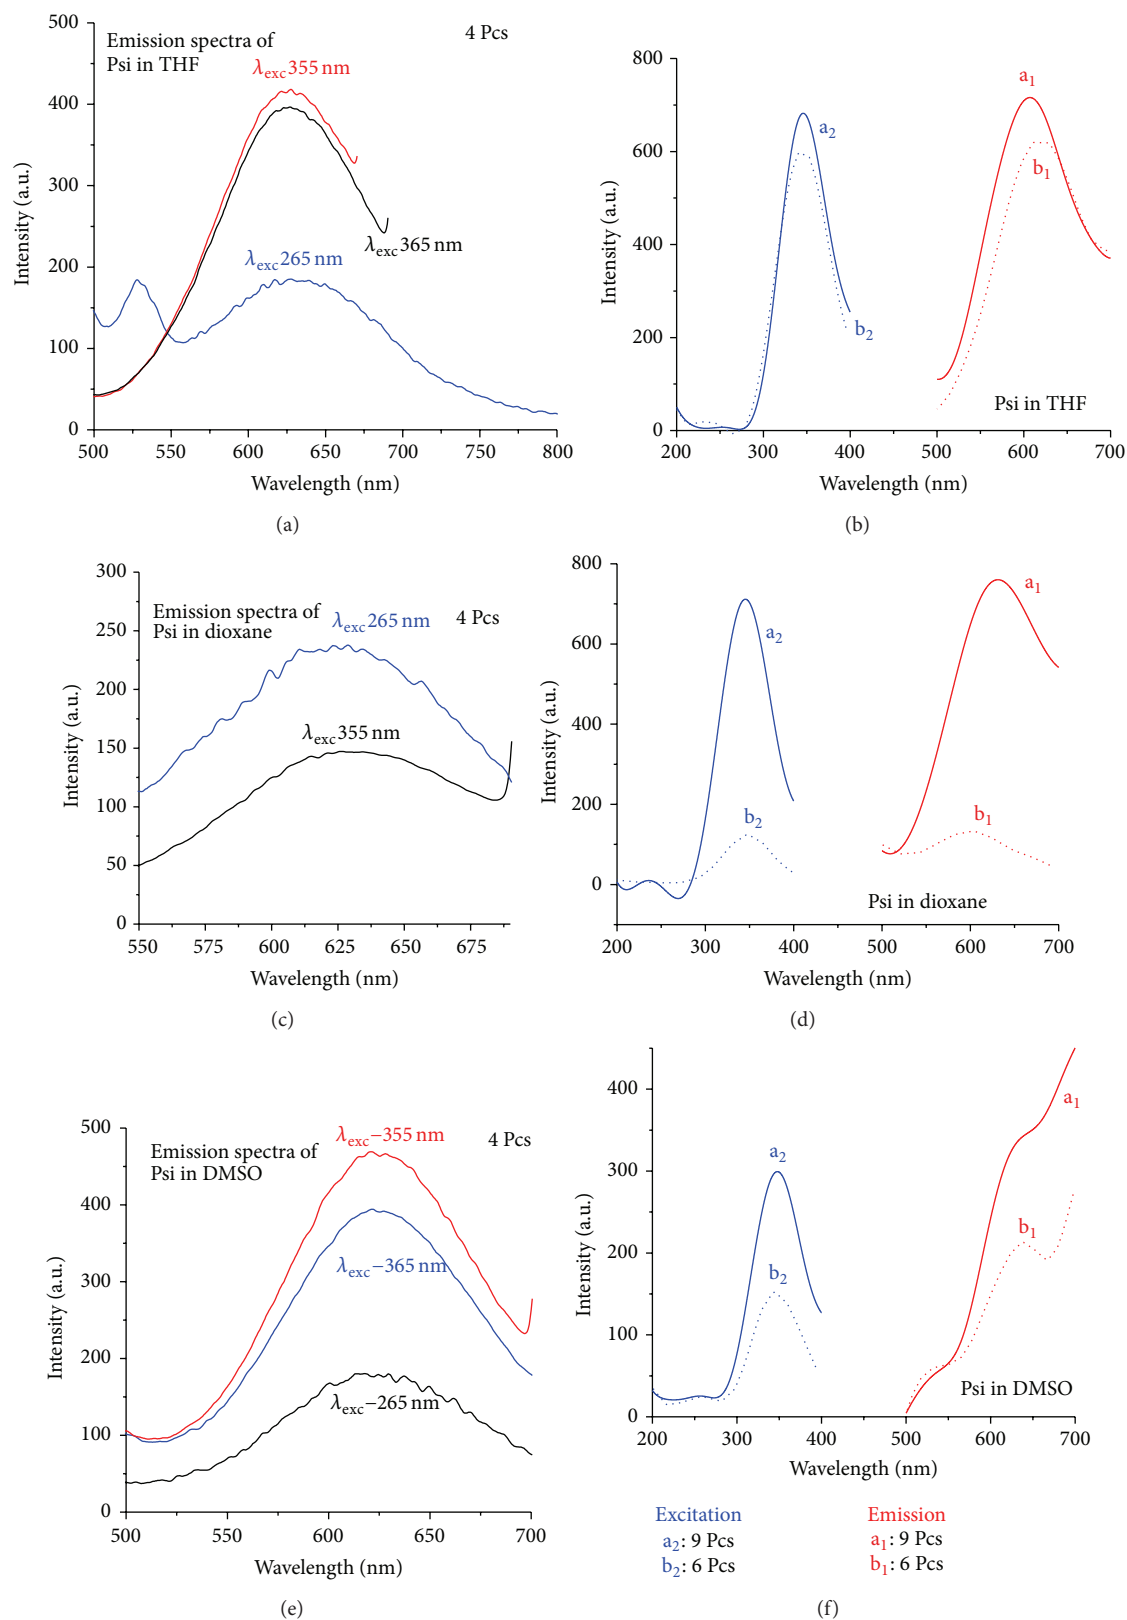 Emission spectra of
Psi in THF
4 Pcs
λexc 355 nm
λexc 365 nm
λexc 265 nm
Intensity (a.u.)
500
400
300
200
100
0
500 550 600 650 700 750 800
Wavelength (nm)
(a)
a2
b2
a1
b1
Psi in THF
Intensity (a.u.)
800
600
400
200
0
200 300 400 500 600 700
Wavelength (nm)
(b)
Emission spectra of
Psi in dioxane
4 Pcs
λexc 265 nm
λexc 355 nm
Intensity (a.u.)
300
250
200
150
100
50
0
550 575 600 625 650 675
Wavelength (nm)
(c)
a2
b2
a1
b1
Psi in dioxane
Intensity (a.u.)
800
600
400
200
0
200 300 400 500 600 700
Wavelength (nm)
(d)
Emission spectra of
Psi in DMSO
4 Pcs
λexc−355 nm
λexc−365 nm
λexc−265 nm
Intensity (a.u.)
500
400
300
200
100
0
500 550 600 650 700
Wavelength (nm)
(e)
a2
b2
a1
b1
Psi in DMSO
Intensity (a.u.)
400
300
200
100
0
200 300 400 500 600 700
Wavelength (nm)
Excitation
a2: 9 Pcs
b2: 6 Pcs
Emission
a1: 9 Pcs
b1: 6 Pcs
(f)